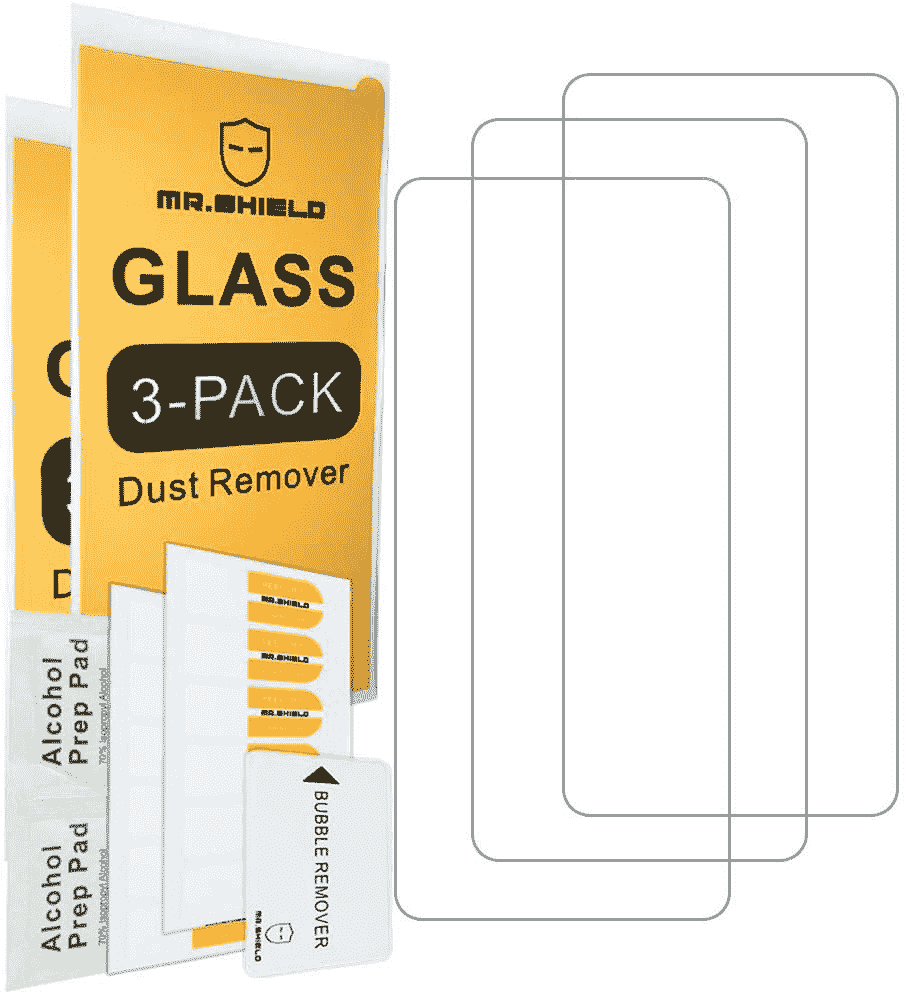 MR.SHIELD
GLASS
3-PACK
Dust Remover
MR.SHIELD
MR.SHIELD
MR.SHIELD
Alcohol
Prep Pad
70% Isopropyl Alcohol
Alcohol
Prep Pad
70% Isopropyl Alcohol
BUBBLE REMOVER
MR.SHIELD